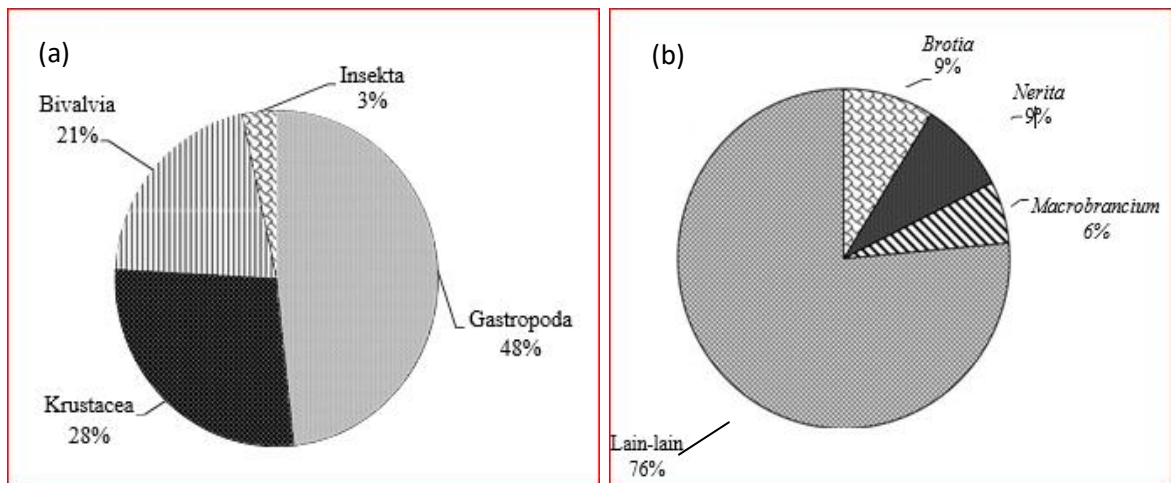 (a)
Insekta
3%
Bivalvia
21%
Gastropoda
48%
Krustacea
28%
(b)
Brotia
9%
Nerita
9%
Macrobrancium
6%
Lain-lain
76%